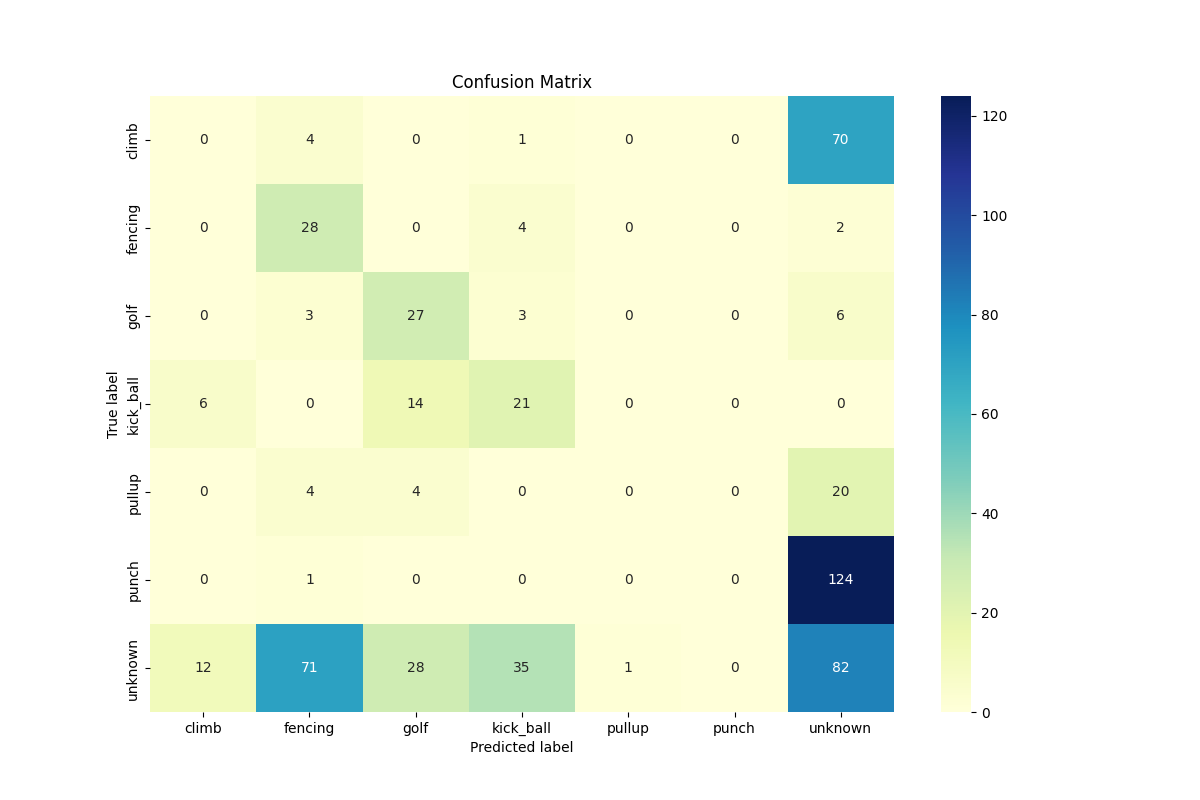 Confusion Matrix
climb 0 4 0 1 0 0 70
fencing 0 28 0 4 0 0 2
golf 0 3 27 3 0 0 6
kick_ball 6 0 14 21 0 0 0
pullup 0 4 4 0 0 0 20
punch 0 1 0 0 0 0 124
unknown 12 71 28 35 1 0 82
True label
climb fencing golf kick_ball pullup punch unknown
Predicted label
120
100
80
60
40
20
0